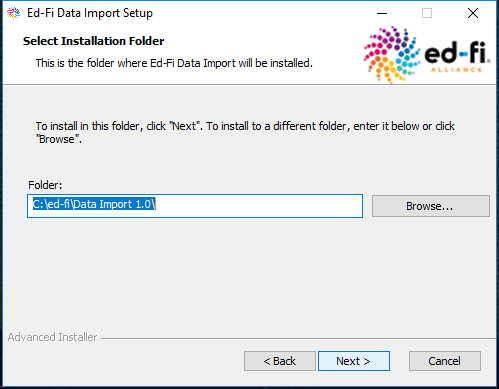 Ed-Fi Data Import Setup
Select Installation Folder
This is the folder where Ed-Fi Data Import will be installed.
ed-fi
ALLIANCE
To install in this folder, click "Next". To install to a different folder, enter it below or click
"Browse".
Folder:
C:\ed-fi\Data Import 1.0\
Browse...
Advanced Installer
< Back
Next >
Cancel